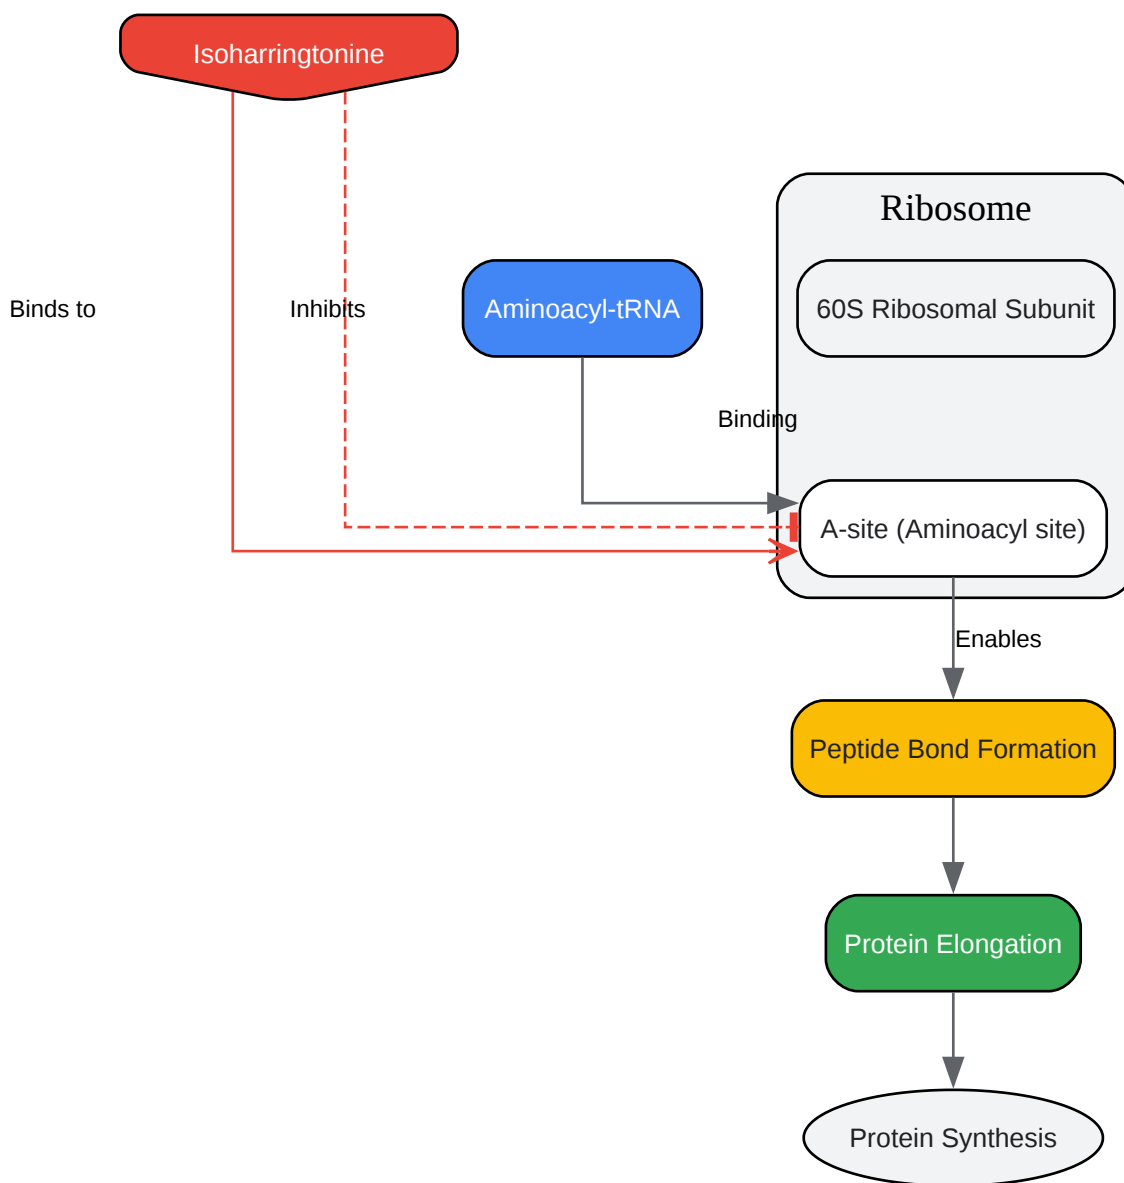 Isoharringtonine
Ribosome
Binds to
Inhibits
Aminoacyl-tRNA
60S Ribosomal Subunit
Binding
A-site (Aminoacyl site)
Enables
Peptide Bond Formation
Protein Elongation
Protein Synthesis